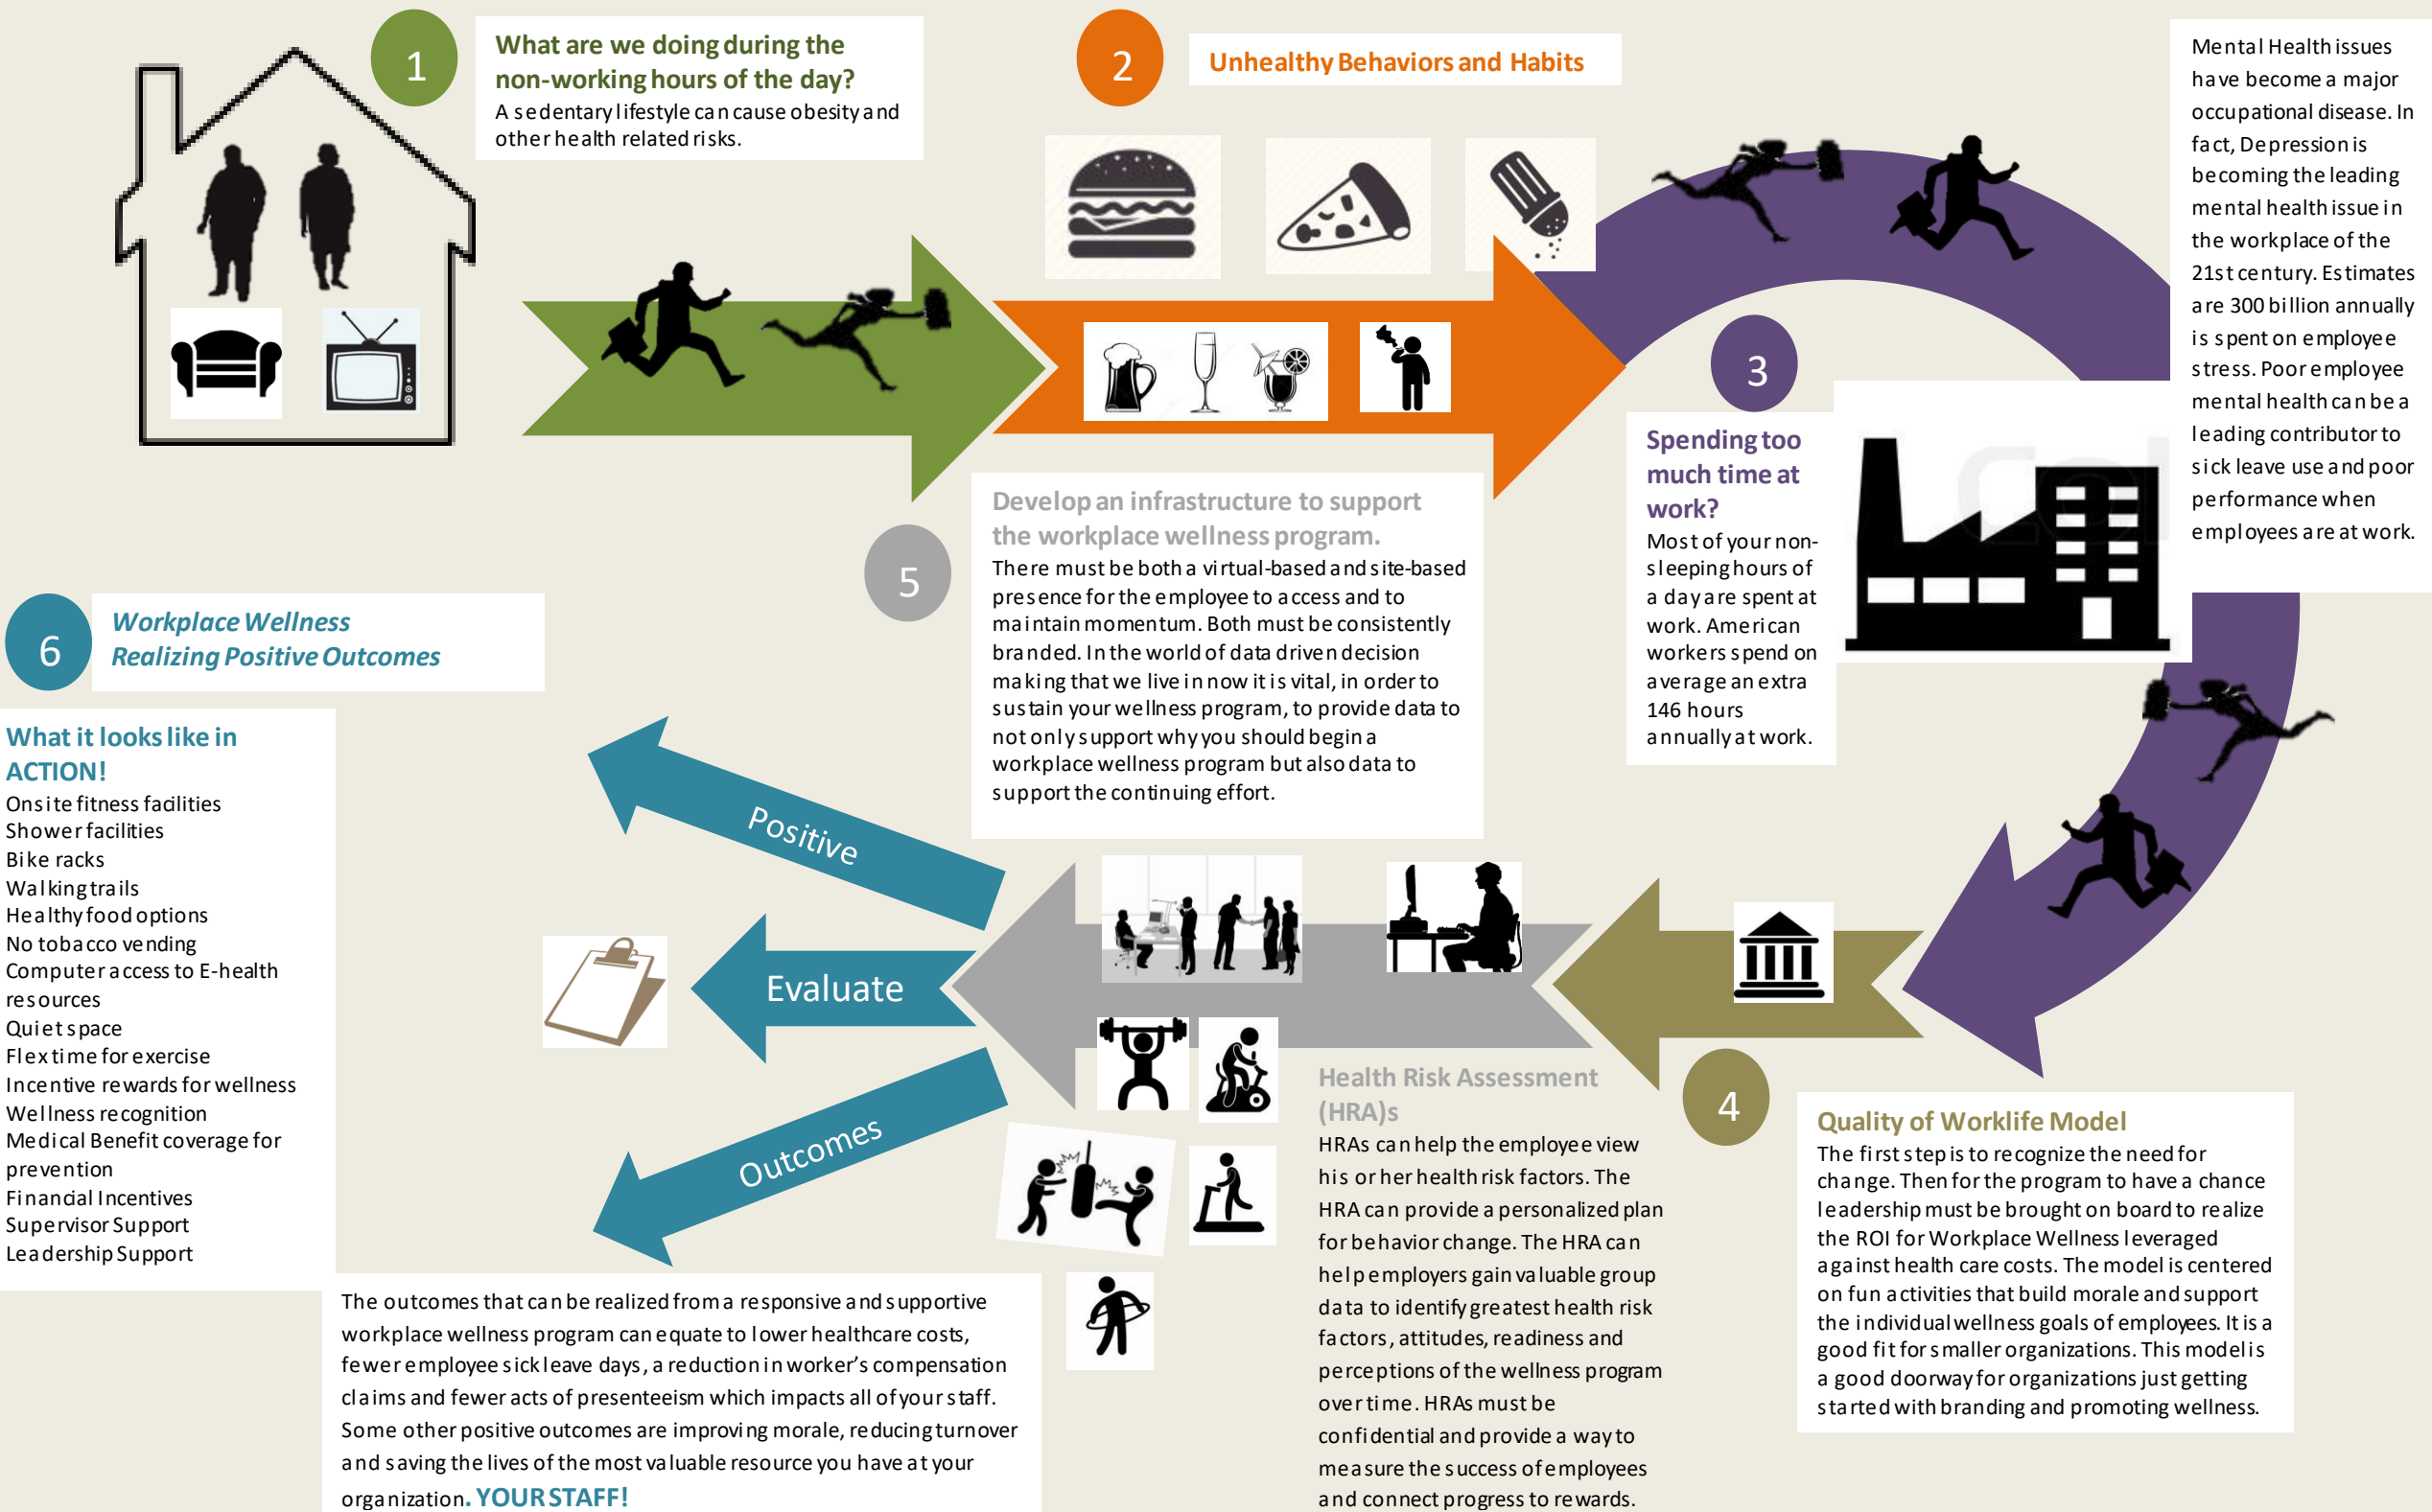 1
What are we doing during the
non-working hours of the day?
A sedentary lifestyle can cause obesity and
other health related risks.
2
Unhealthy Behaviors and Habits
3
Spending too
much time at
work?
Most of your non-
sleeping hours of
a day are spent at
work. American
workers spend on
average an extra
146 hours
annually at work.
Mental Health issues
have become a major
occupational disease. In
fact, Depression is
becoming the leading
mental health issue in
the workplace of the
21st century. Estimates
are 300 billion annually
is spent on employee
stress. Poor employee
mental health can be a
leading contributor to
sick leave use and poor
performance when
employees are at work.
4
Quality of Worklife Model
The first step is to recognize the need for
change. Then for the program to have a chance
leadership must be brought on board to realize
the ROI for Workplace Wellness leveraged
against health care costs. The model is centered
on fun activities that build morale and support
the individual wellness goals of employees. It is a
good fit for smaller organizations. This model is
a good doorway for organizations just getting
started with branding and promoting wellness.
5
Develop an infrastructure to support
the workplace wellness program.
There must be both a virtual-based and site-based
presence for the employee to access and to
maintain momentum. Both must be consistently
branded. In the world of data driven decision
making that we live in now it is vital, in order to
sustain your wellness program, to provide data to
not only support why you should begin a
workplace wellness program but also data to
support the continuing effort.
Health Risk Assessment
(HRA)s
HRAs can help the employee view
his or her health risk factors. The
HRA can provide a personalized plan
for behavior change. The HRA can
help employers gain valuable group
data to identify greatest health risk
factors, attitudes, readiness and
perceptions of the wellness program
over time. HRAs must be
confidential and provide a way to
measure the success of employees
and connect progress to rewards.
Positive
Evaluate
Outcomes
6
Workplace Wellness
Realizing Positive Outcomes
What it looks like in
ACTION!
Onsite fitness facilities
Shower facilities
Bike racks
Walking trails
Healthy food options
No tobacco vending
Computer access to E-health
resources
Quiet space
Flex time for exercise
Incentive rewards for wellness
Wellness recognition
Medical Benefit coverage for
prevention
Financial Incentives
Supervisor Support
Leadership Support
The outcomes that can be realized from a responsive and supportive
workplace wellness program can equate to lower healthcare costs,
fewer employee sick leave days, a reduction in worker's compensation
claims and fewer acts of presenteeism which impacts all of your staff.
Some other positive outcomes are improving morale, reducing turnover
and saving the lives of the most valuable resource you have at your
organization. YOUR STAFF!